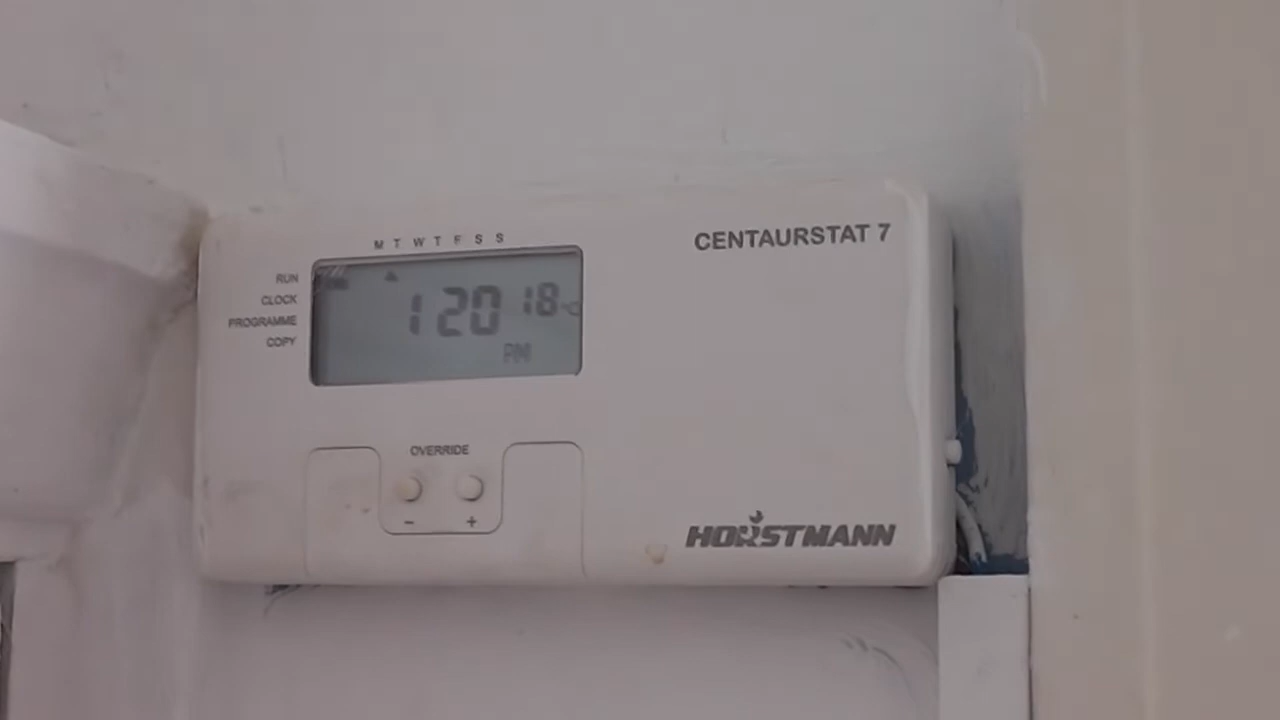 M T W T F S S
CENTAURSTAT 7
RUN
CLOCK
PROGRAMME
COPY
1 20 18°C
PM
OVERRIDE
- +
HORSTMANN